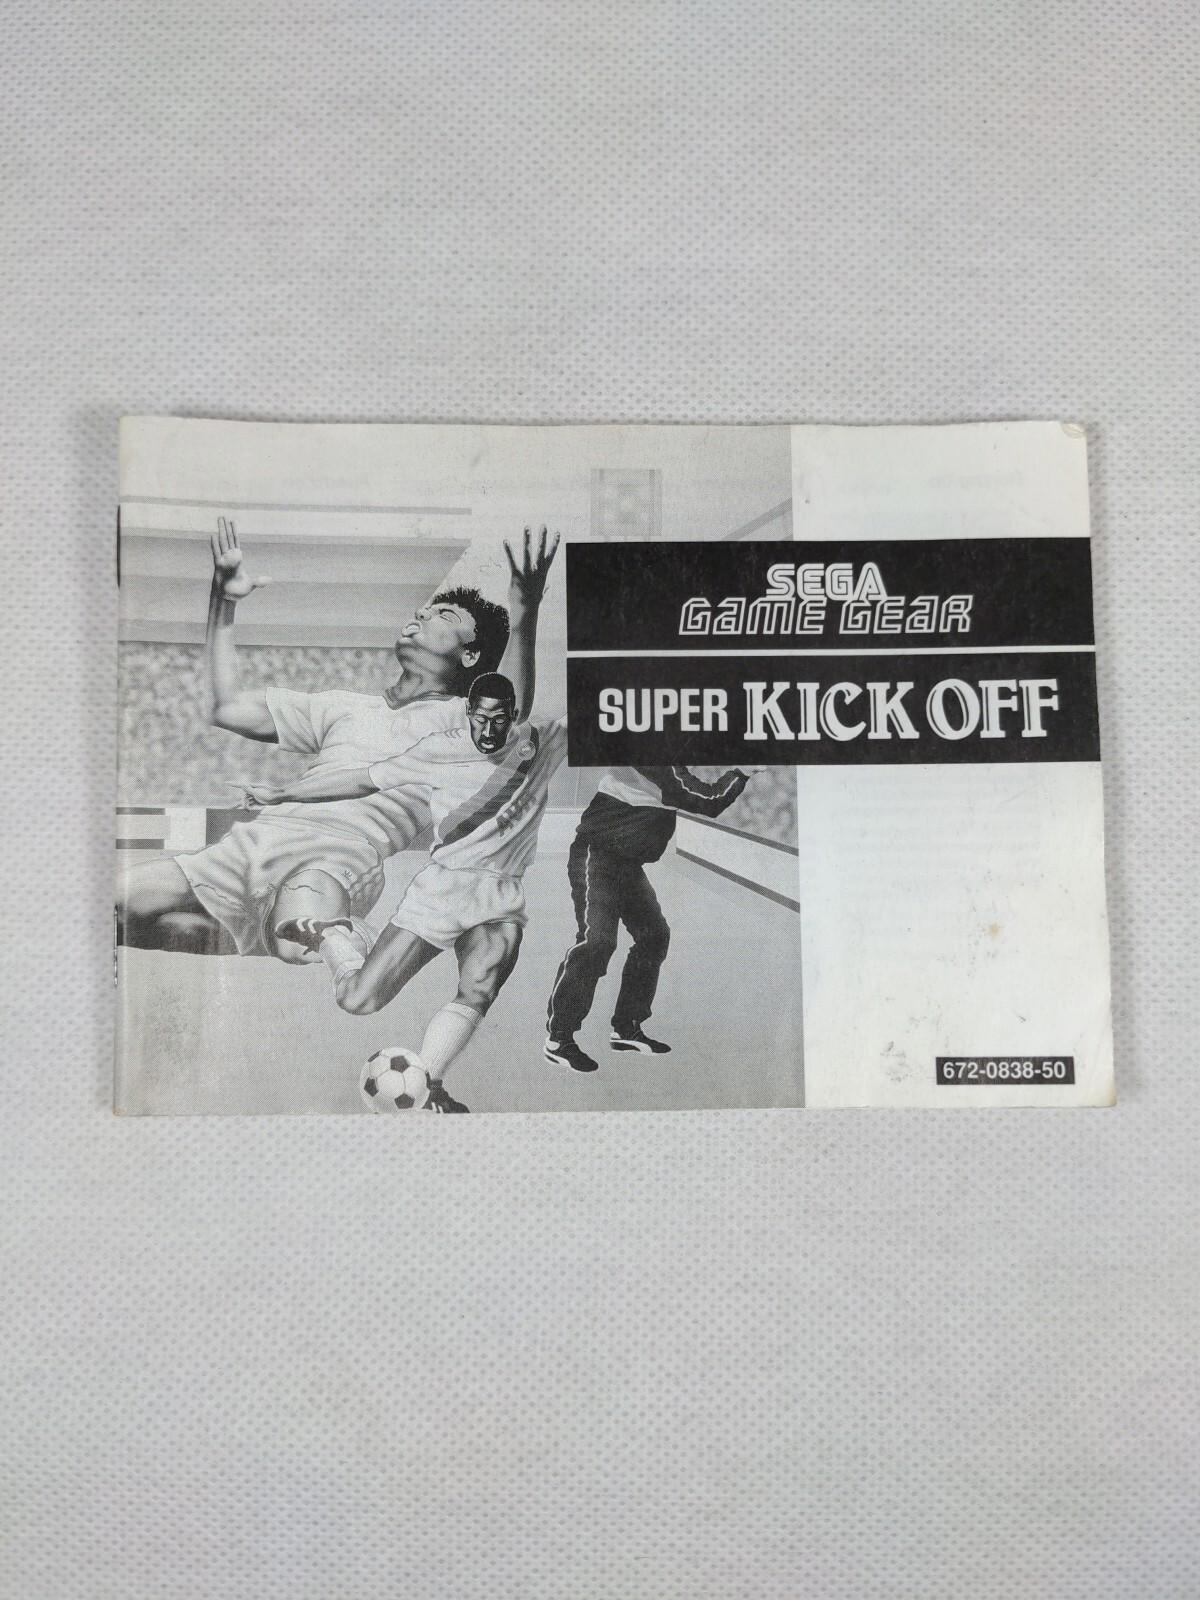 SEGA
GAME GEAR
SUPER KICK OFF
672-0838-50